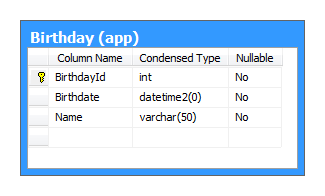 Birthday (app)
Column Name Condensed Type Nullable
BirthdayId int No
Birthdate datetime2(0) No
Name varchar(50) No